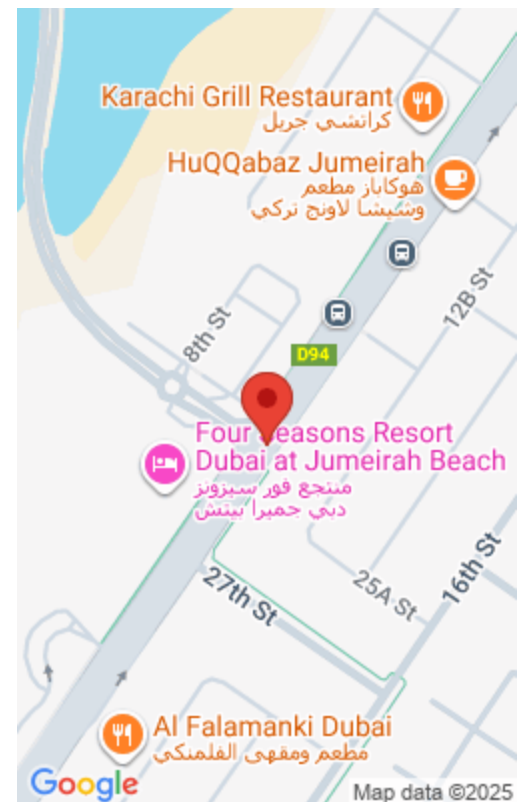 Karachi Grill Restaurant
كراتشي جريل
HuQQabaz Jumeirah
هوكاباز مطعم
وشيشا لاونج تركي
12B St
8th St
D94
Four Seasons Resort
Dubai at Jumeirah Beach
منتجع فور سيزونز
دبي جميرا بيتش
27th St
25A St
16th St
Al Falamanki Dubai
مطعم ومقهى الفلمنكي
Google
Map data ©2025